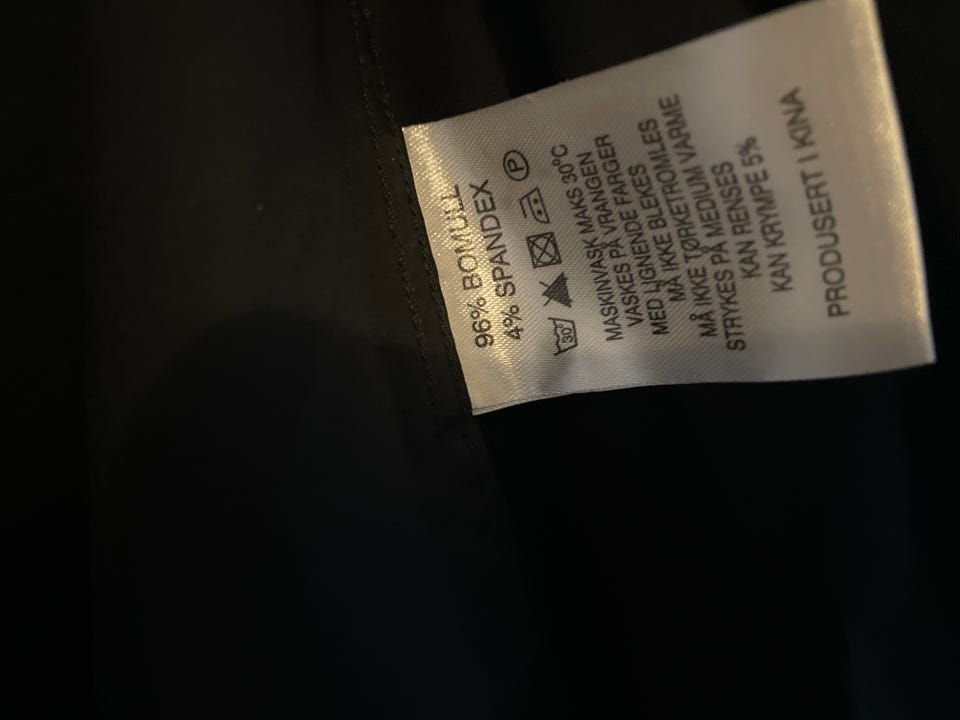 96% BOMULL
4% SPANDEX
30° P
MASKINVASK MAKS 30°C
VASKES PÅ VRANGEN
VASKES FARGER
MED LIGNENDE FARGER
MÅ IKKE BLEKES
MÅ IKKE TØRKETROMLES
STRYKES PÅ MEDIUM VARME
KAN RENSES
KAN KRYMPE 5%
PRODUSERT I KINA